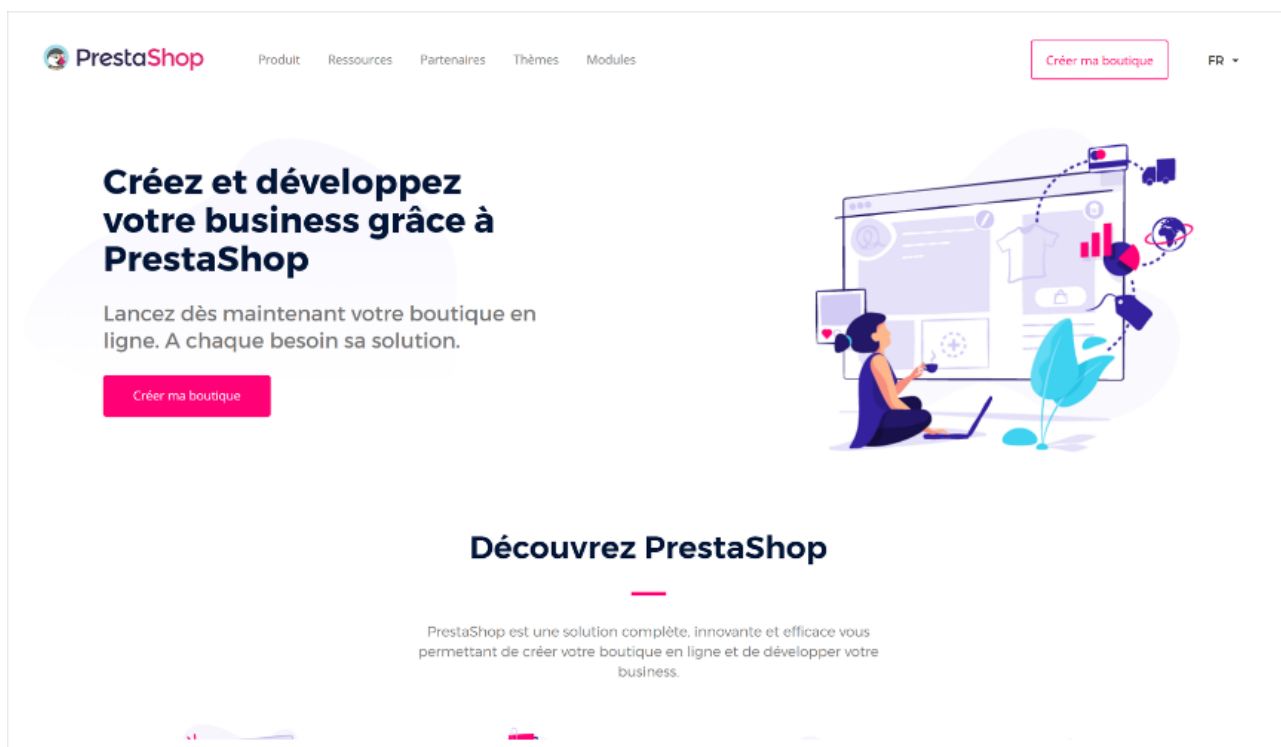 PrestaShop
Produit
Ressources
Partenaires
Thèmes
Modules
Créer ma boutique
FR
Créez et développez
votre business grâce à
PrestaShop
Lancez dès maintenant votre boutique en
ligne. A chaque besoin sa solution.
Créer ma boutique
Découvrez PrestaShop
PrestaShop est une solution complète, innovante et efficace vous
permettant de créer votre boutique en ligne et de développer votre
business.